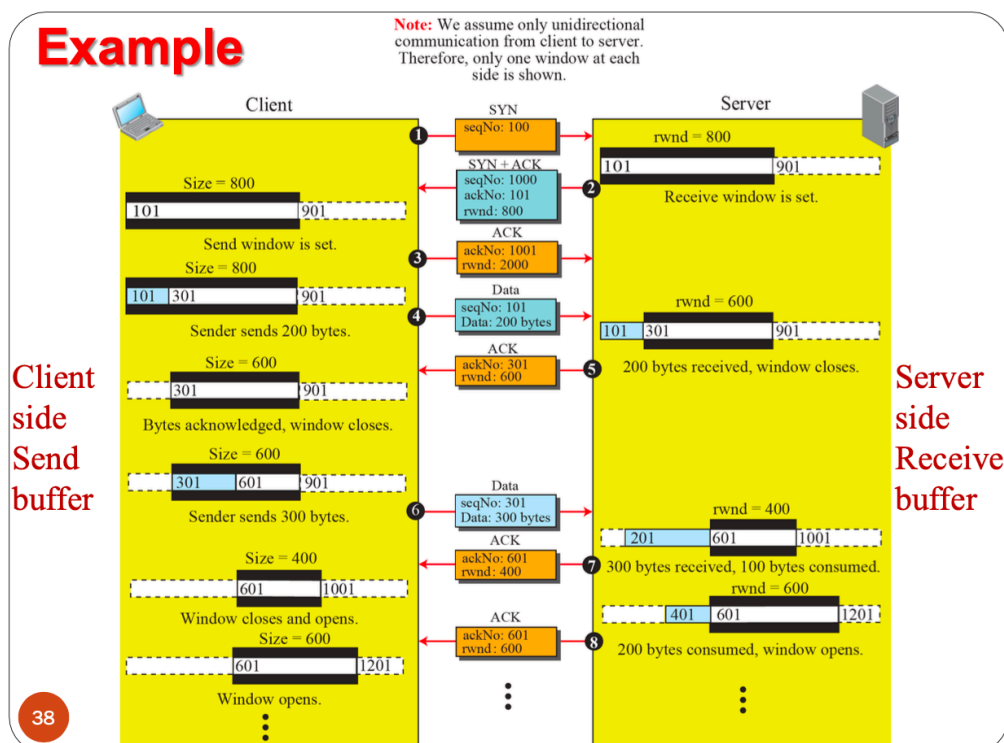 Example
Note: We assume only unidirectional
communication from client to server.
Therefore, only one window at each
side is shown.
Client
Server
SYN
1
seqNo: 100
rwnd = 800
101
901
Receive window is set.
SYN + ACK
seqNo: 1000
ackNo: 101
rwnd: 800
2
Size = 800
101
901
Send window is set.
ACK
3
ackNo: 1001
rwnd: 2000
Size = 800
101
301
901
Sender sends 200 bytes.
Data
4
seqNo: 101
Data: 200 bytes
rwnd = 600
101
301
901
200 bytes received, window closes.
ACK
ackNo: 301
rwnd: 600
5
Size = 600
301
901
Bytes acknowledged, window closes.
Client
side
Send
buffer
Server
side
Receive
buffer
Size = 600
301
601
901
Sender sends 300 bytes.
Data
6
seqNo: 301
Data: 300 bytes
rwnd = 400
201
601
1001
300 bytes received, 100 bytes consumed.
ACK
ackNo: 601
rwnd: 400
7
Size = 400
601
1001
Window closes and opens.
rwnd = 600
401
601
1201
200 bytes consumed, window opens.
ACK
ackNo: 601
rwnd: 600
8
Size = 600
601
1201
Window opens.
38